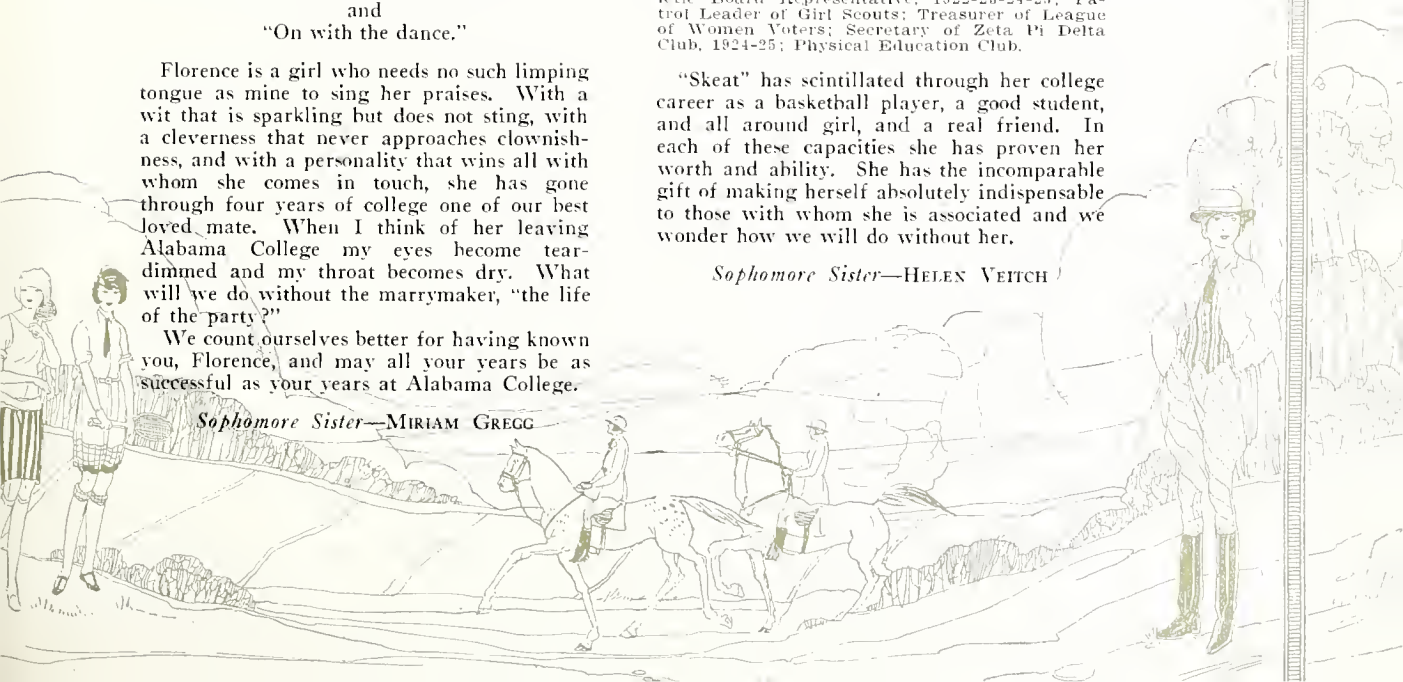 and
“On with the dance.”
Florence is a girl who needs no such limping
tongue as mine to sing her praises. With a
wit that is sparkling but does not sting, with
a cleverness that never approaches clownish-
ness, and with a personality that wins all with
whom she comes in touch, she has gone
through four years of college one of our best
loved mate. When I think of her leaving
Alabama College my eyes become tear-
dimmed and my throat becomes dry. What
will we do without the marrymaker, “the life
of the party?”
We count ourselves better for having known
you, Florence, and may all your years be as
successful as your years at Alabama College.
Sophomore Sister—MIRIAM GREGG
trol Leader of Girl Scouts; Treasurer of League
of Women Voters; Secretary of Zeta Pi Delta
Club, 1924-25; Physical Education Club.
“Skeat” has scintillated through her college
career as a basketball player, a good student,
and all around girl, and a real friend. In
each of these capacities she has proven her
worth and ability. She has the incomparable
gift of making herself absolutely indispensable
to those with whom she is associated and we
wonder how we will do without her.
Sophomore Sister—HELEN VEITCH